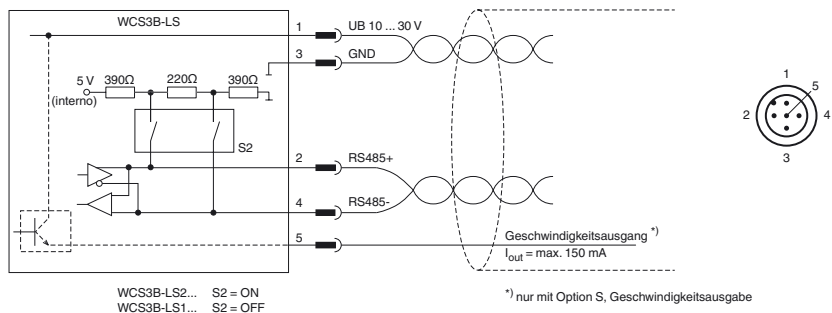 WCS3B-LS
1 UB 10 ... 30 V
3 GND
5 V 390Ω 220Ω 390Ω
(interno)
S2
2 RS485+
4 RS485-
5 Geschwindigkeitsausgang *)
Iout = max. 150 mA
1
5
2 4
3
WCS3B-LS2... S2 = ON
WCS3B-LS1... S2 = OFF
*) nur mit Option S, Geschwindigkeitsausgabe